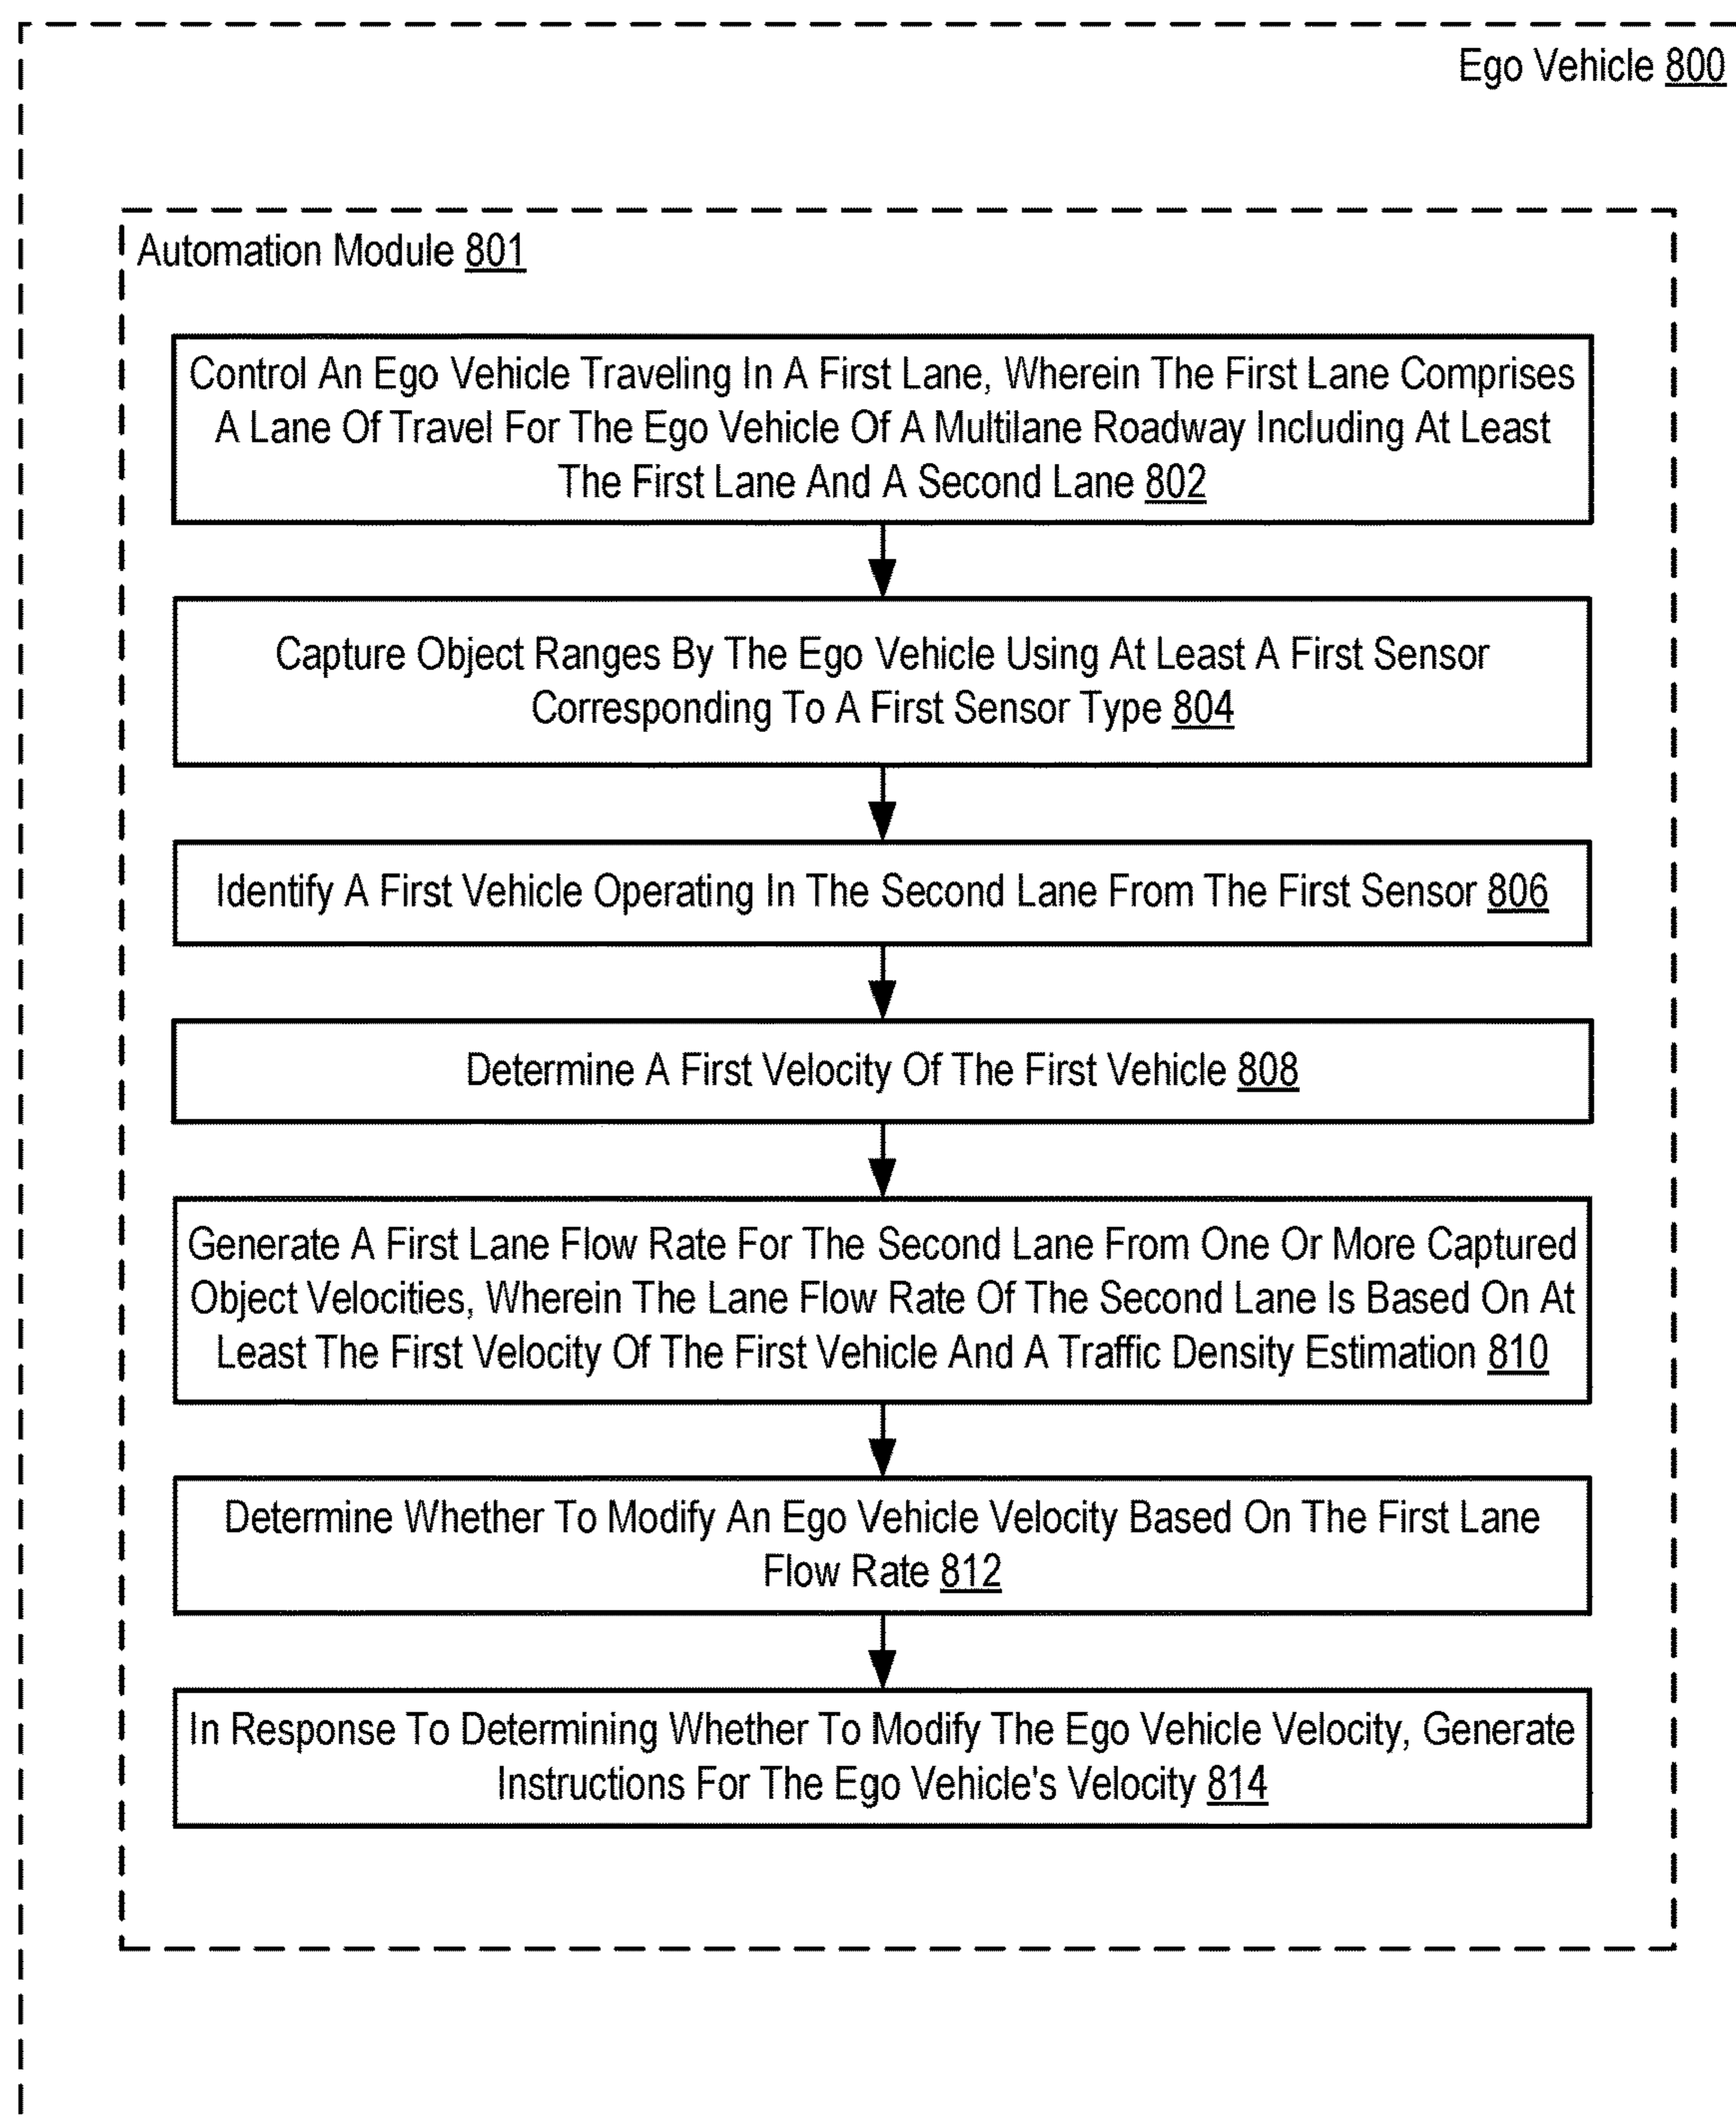 Ego Vehicle 800
Automation Module 801
Control An Ego Vehicle Traveling In A First Lane, Wherein The First Lane Comprises
A Lane Of Travel For The Ego Vehicle Of A Multilane Roadway Including At Least
The First Lane And A Second Lane 802
Capture Object Ranges By The Ego Vehicle Using At Least A First Sensor
Corresponding To A First Sensor Type 804
Identify A First Vehicle Operating In The Second Lane From The First Sensor 806
Determine A First Velocity Of The First Vehicle 808
Generate A First Lane Flow Rate For The Second Lane From One Or More Captured
Object Velocities, Wherein The Lane Flow Rate Of The Second Lane Is Based On At
Least The First Velocity Of The First Vehicle And A Traffic Density Estimation 810
Determine Whether To Modify An Ego Vehicle Velocity Based On The First Lane
Flow Rate 812
In Response To Determining Whether To Modify The Ego Vehicle Velocity, Generate
Instructions For The Ego Vehicle's Velocity 814